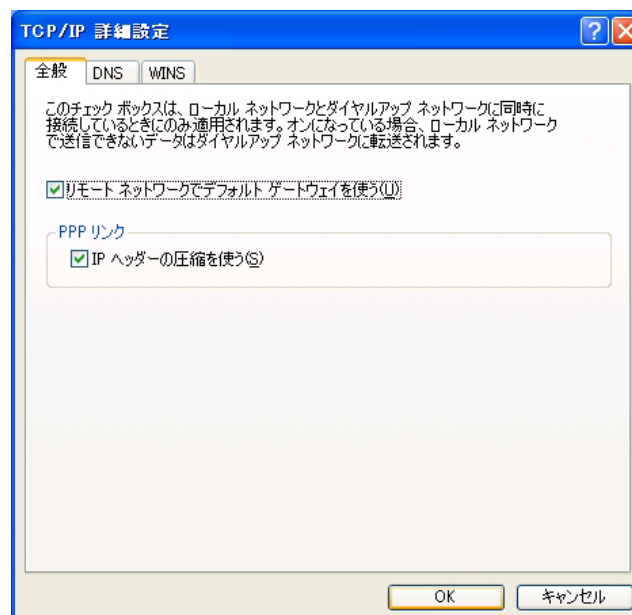 TCP/IP 詳細設定
全般 DNS WINS
このチェック ボックスは、ローカル ネットワークとダイヤルアップ ネットワークに同時に
接続しているときにのみ適用されます。オンになっている場合、ローカル ネットワーク
で送信できないデータはダイヤルアップ ネットワークに転送されます。
リモート ネットワークでデフォルト ゲートウェイを使う(U)
PPP リンク
IP ヘッダーの圧縮を使う(S)
OK キャンセル